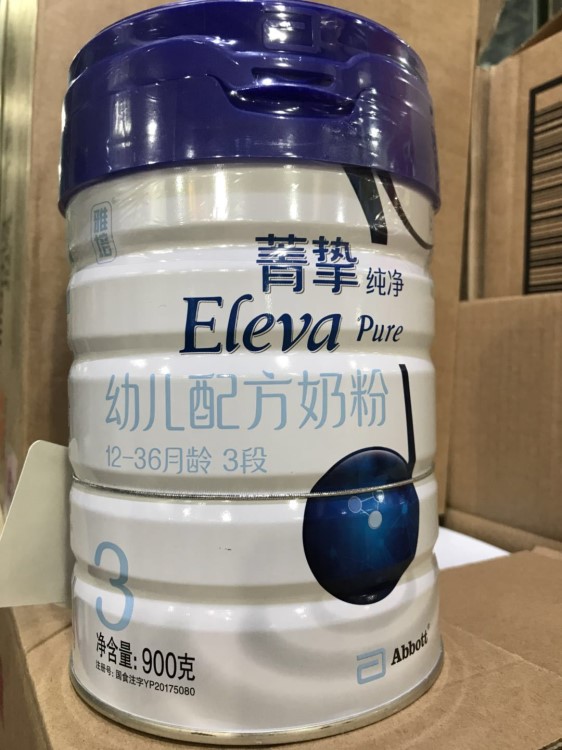 雅培
菁挚 纯净
Eleva Pure
幼儿配方奶粉
12-36月龄 3段
3
净含量: 900克
注册号: 国食注字YP20175080
Abbott